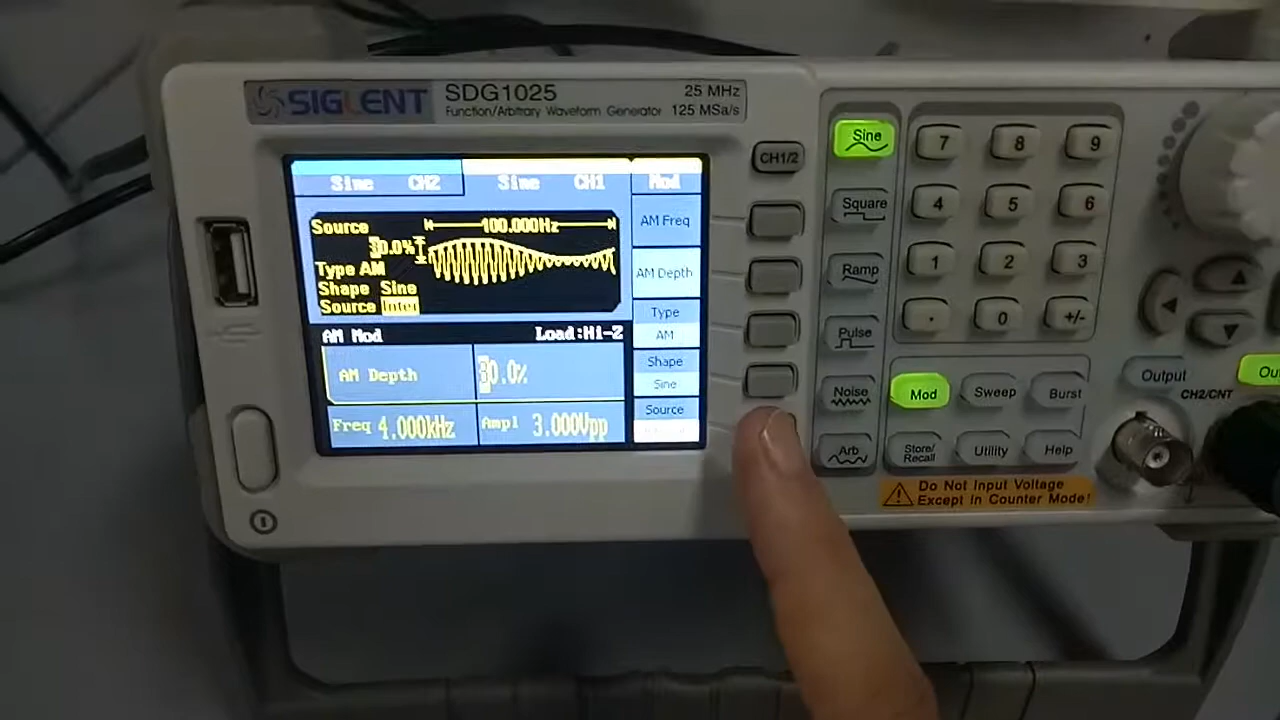 SIGLENT SDG1025 25 MHz
Function/Arbitrary Waveform Generator 125 MSa/s
Sine CH2 Sine CH1 Mod
Source 100.000Hz
30.0%
Type AM
Shape Sine
Source Inter
AM Mod Load:Hi-Z
AM Depth 30.0%
Freq 4.000kHz Ampl 3.000Vpp
AM Freq
AM Depth
Type
AM
Shape
Sine
Source
CH1/2
Sine
Square
Ramp
Pulse
Noise
Arb
7 8 9
4 5 6
1 2 3
. 0 +/-
Mod Sweep Burst
Store/Recall Utility Help
Do Not Input Voltage
Except In Counter Mode!
Output
CH2/CNT